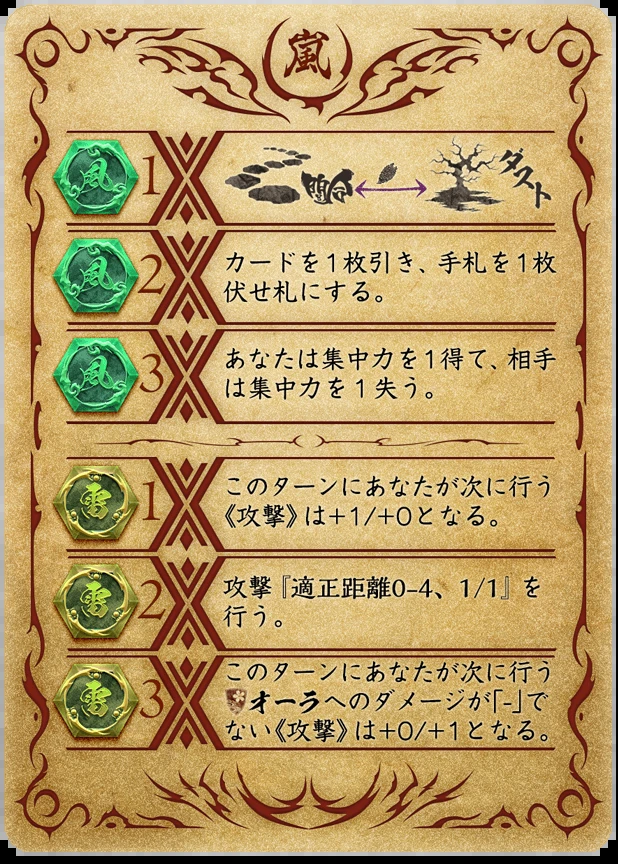 嵐
風 1 間合 ダスト
風 2 カードを1枚引き、手札を1枚
伏せ札にする。
風 3 あなたは集中力を1得て、相手
は集中力を1失う。
雷 1 このターンにあなたが次に行う
《攻撃》は+1/+0となる。
雷 2 攻撃『適正距離0-4、1/1』を
行う。
雷 3 このターンにあなたが次に行う
オーラへのダメージが「-」で
ない《攻撃》は+0/+1となる。